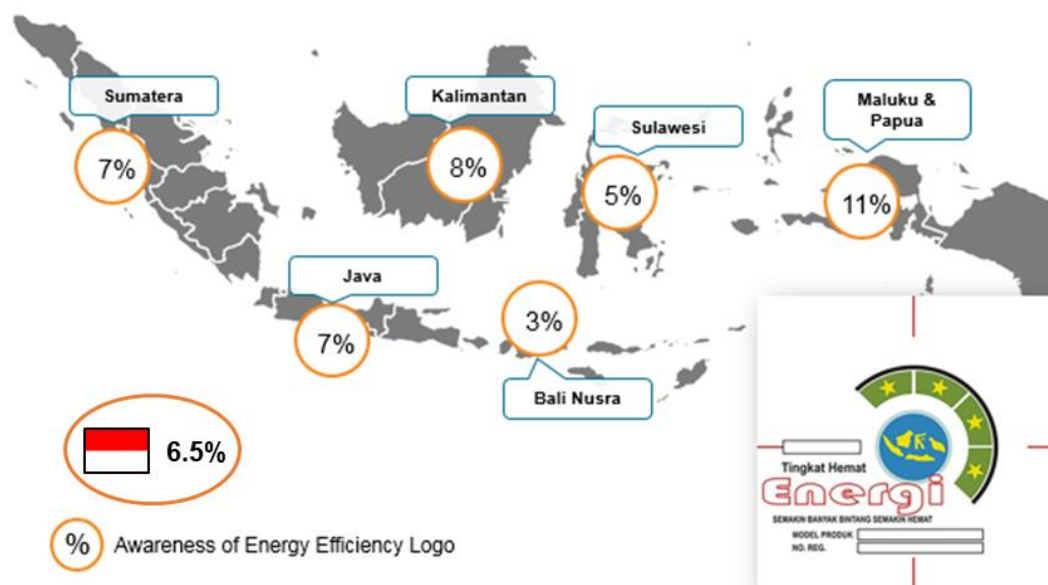 Sumatera
7%
Kalimantan
8%
Sulawesi
5%
Maluku &
Papua
11%
Java
7%
3%
Bali Nusra
6.5%
% Awareness of Energy Efficiency Logo
Tingkat Hemat
Energi
SEMAKIN BANYAK BINTANG SEMAKIN HEMAT
MODEL PRODUK
NO. REG.